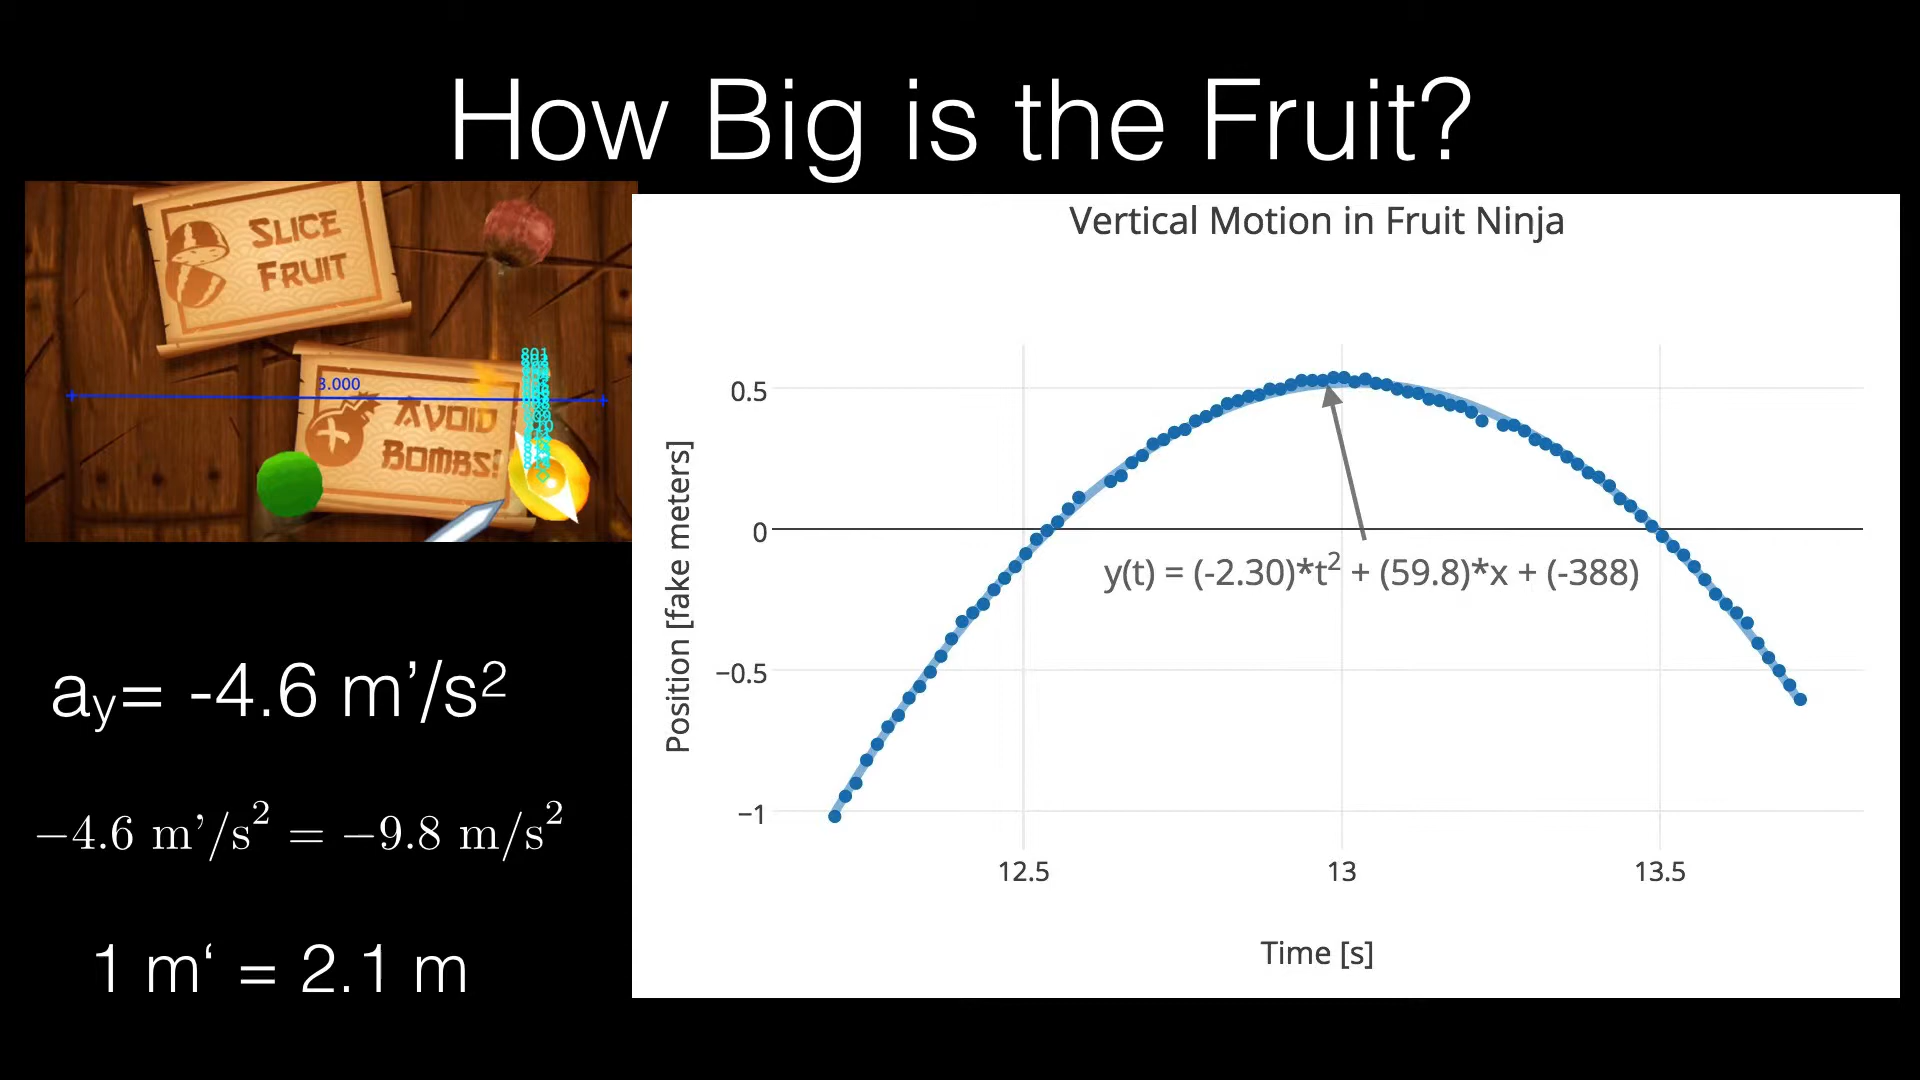 How Big is the Fruit?
SLICE
FRUIT
3.000
AVOID
BOMBS!
801
Vertical Motion in Fruit Ninja
Position [fake meters]
0.5
0
−0.5
−1
y(t) = (-2.30)*t² + (59.8)*x + (-388)
12.5 13 13.5
Time [s]
aᵧ= -4.6 m’/s²
−4.6 m’/s² = −9.8 m/s²
1 m‘ = 2.1 m